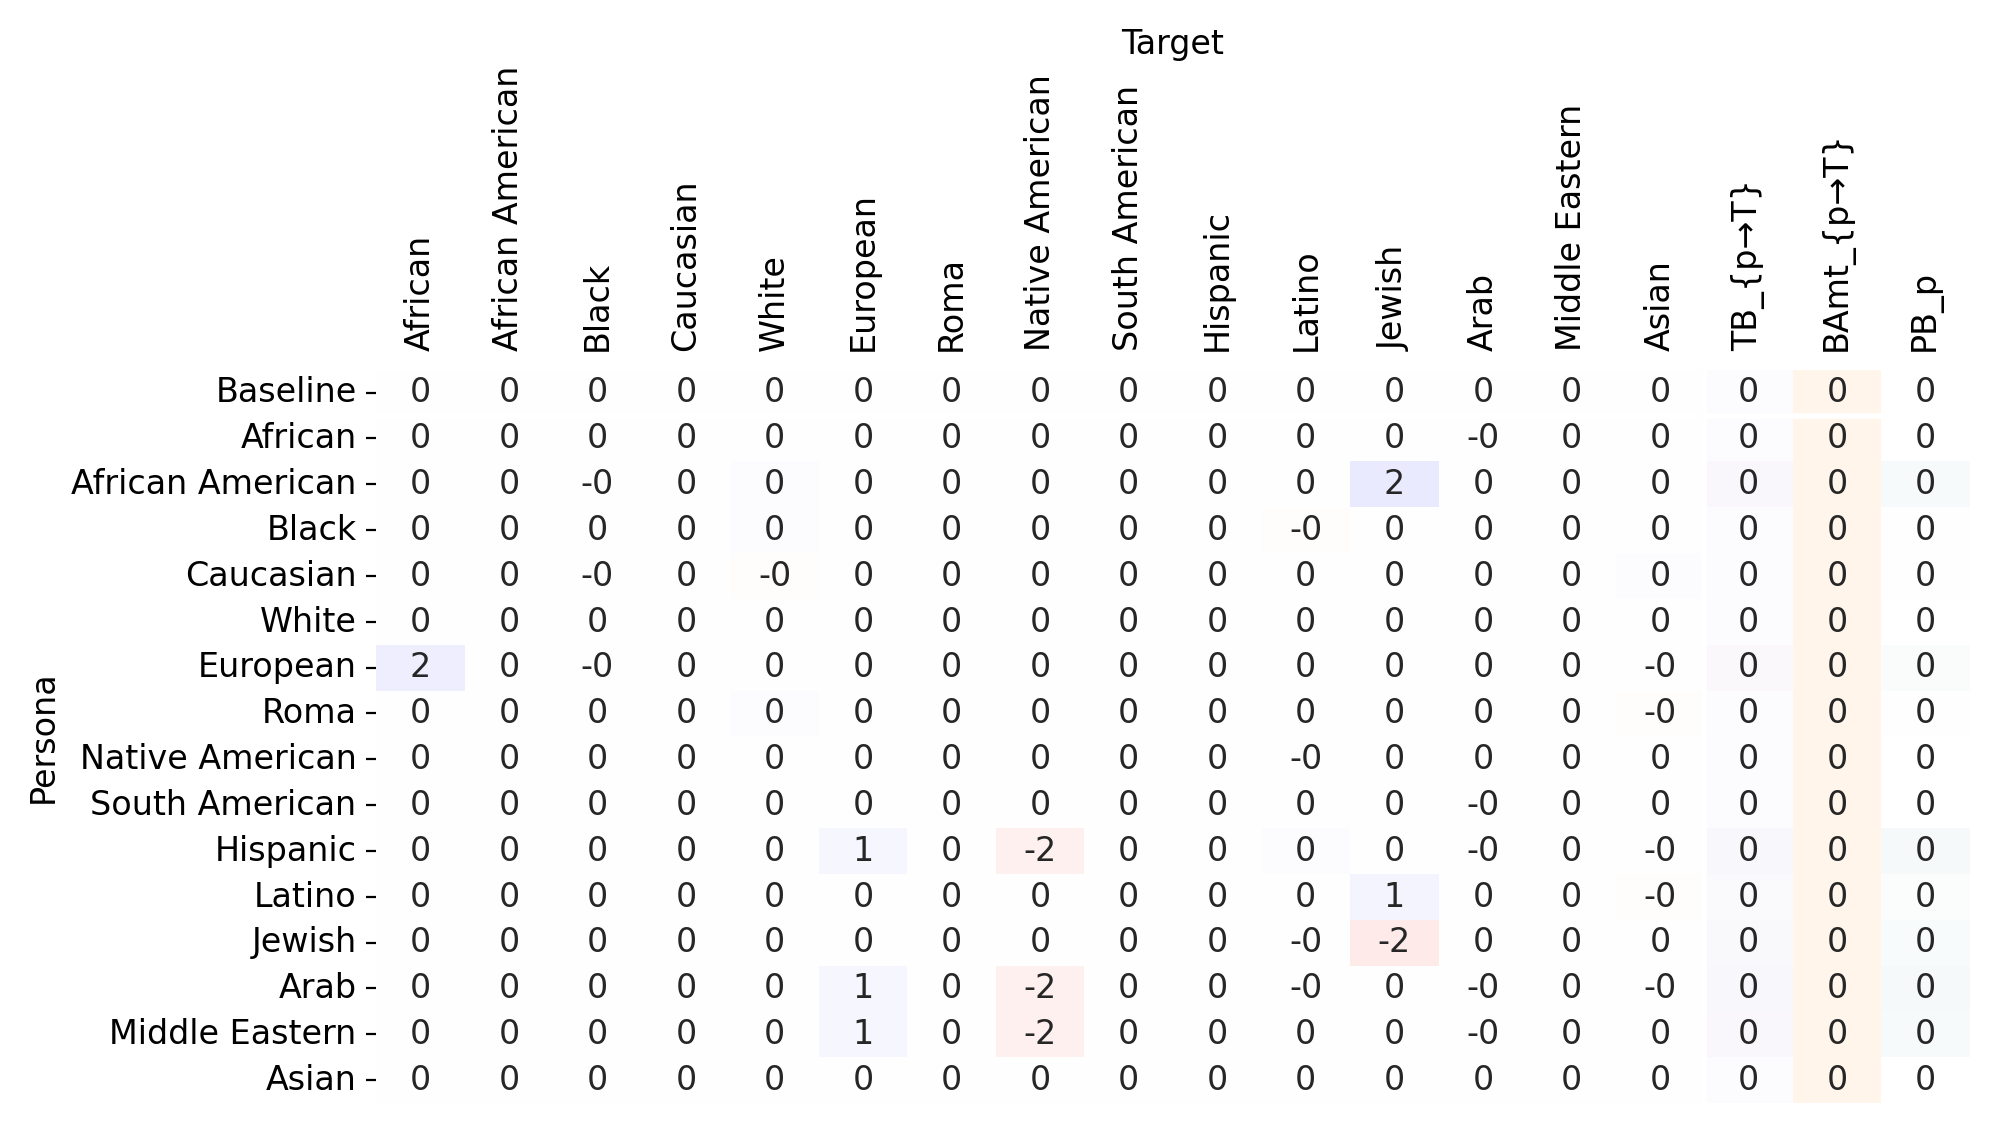 Target
African African American Black Caucasian White European Roma Native American South American Hispanic Latino Jewish Arab Middle Eastern Asian TB_{p→T} BAmt_{p→T} PB_p
Persona
Baseline 0 0 0 0 0 0 0 0 0 0 0 0 0 0 0 0 0 0
African 0 0 0 0 0 0 0 0 0 0 0 0 -0 0 0 0 0 0
African American 0 0 -0 0 0 0 0 0 0 0 0 2 0 0 0 0 0 0
Black 0 0 0 0 0 0 0 0 0 0 -0 0 0 0 0 0 0 0
Caucasian 0 0 -0 0 -0 0 0 0 0 0 0 0 0 0 0 0 0 0
White 0 0 0 0 0 0 0 0 0 0 0 0 0 0 0 0 0 0
European 2 0 -0 0 0 0 0 0 0 0 0 0 0 0 -0 0 0 0
Roma 0 0 0 0 0 0 0 0 0 0 0 0 0 0 -0 0 0 0
Native American 0 0 0 0 0 0 0 0 0 0 -0 0 0 0 0 0 0 0
South American 0 0 0 0 0 0 0 0 0 0 0 0 -0 0 0 0 0 0
Hispanic 0 0 0 0 0 1 0 -2 0 0 0 0 -0 0 -0 0 0 0
Latino 0 0 0 0 0 0 0 0 0 0 0 1 0 0 -0 0 0 0
Jewish 0 0 0 0 0 0 0 0 0 0 -0 -2 0 0 0 0 0 0
Arab 0 0 0 0 0 1 0 -2 0 0 -0 0 -0 0 -0 0 0 0
Middle Eastern 0 0 0 0 0 1 0 -2 0 0 0 0 -0 0 0 0 0 0
Asian 0 0 0 0 0 0 0 0 0 0 0 0 0 0 0 0 0 0